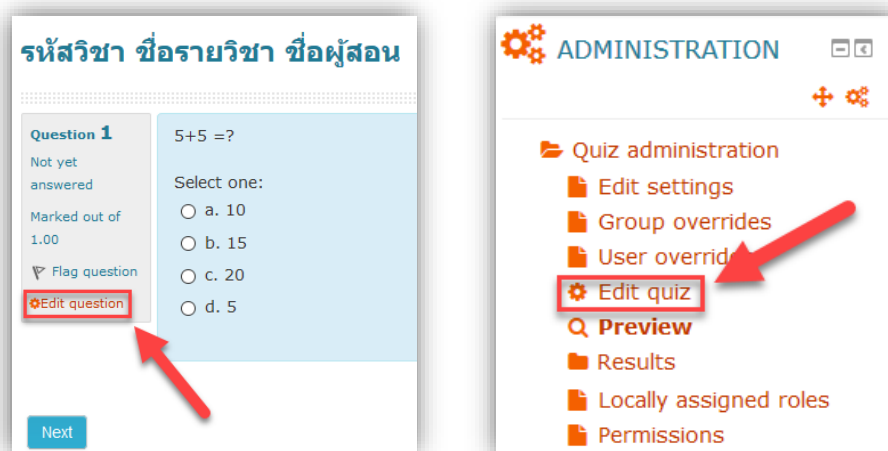 รหัสวิชา ชื่อรายวิชา ชื่อผู้สอน
Question 1
Not yet
answered
Marked out of
1.00
Flag question
Edit question
5+5 =?
Select one:
a. 10
b. 15
c. 20
d. 5
Next
ADMINISTRATION
Quiz administration
Edit settings
Group overrides
User overrid
Edit quiz
Preview
Results
Locally assigned roles
Permissions